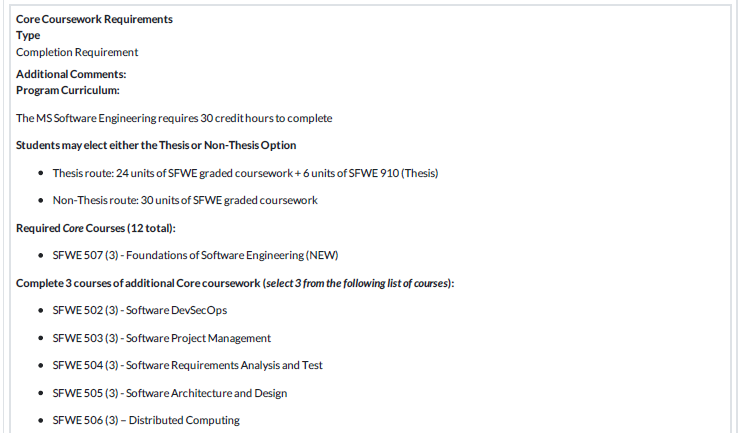 Core Coursework Requirements
Type
Completion Requirement
Additional Comments:
Program Curriculum:
The MS Software Engineering requires 30 credit hours to complete
Students may elect either the Thesis or Non-Thesis Option
• Thesis route: 24 units of SFWE graded coursework + 6 units of SFWE 910 (Thesis)
• Non-Thesis route: 30 units of SFWE graded coursework
Required Core Courses (12 total):
• SFWE 507 (3) - Foundations of Software Engineering (NEW)
Complete 3 courses of additional Core coursework (select 3 from the following list of courses):
• SFWE 502 (3) - Software DevSecOps
• SFWE 503 (3) - Software Project Management
• SFWE 504 (3) - Software Requirements Analysis and Test
• SFWE 505 (3) - Software Architecture and Design
• SFWE 506 (3) – Distributed Computing